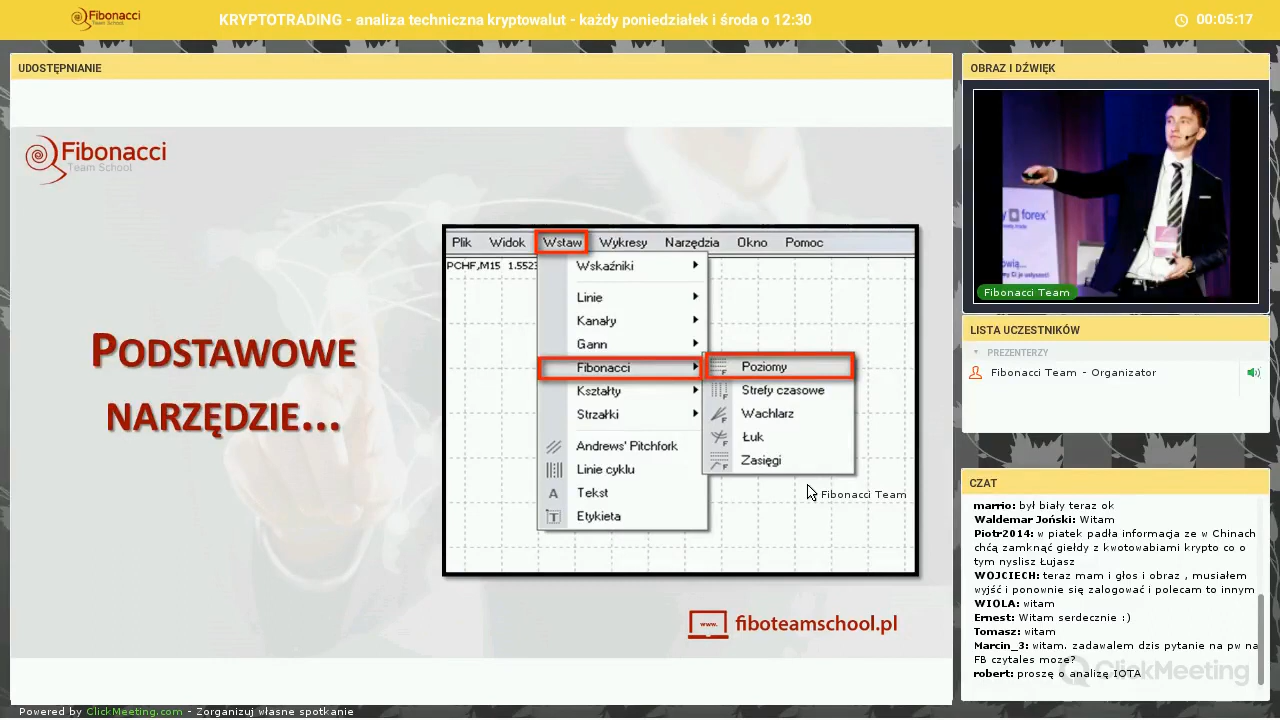 Fibonacci
Team School
KRYPTOTRADING - analiza techniczna kryptowalut - każdy poniedziałek i środa o 12:30
00:05:17
UDOSTĘPNIANIE
Fibonacci
Team School
PODSTAWOWE
NARZĘDZIE...
Plik Widok Wstaw Wykresy Narzędzia Okno Pomoc
PCHF,M15 1.552
Wskaźniki
Linie
Kanały
Gann
Fibonacci
Kształty
Strzałki
Andrews' Pitchfork
Linie cyklu
Tekst
Etykieta
Poziomy
Strefy czasowe
Wachlarz
Łuk
Zasięgi
Fibonacci Team
www.
fiboteamschool.pl
OBRAZ I DŹWIĘK
y forex
Fibonacci Team
LISTA UCZESTNIKÓW
PREZENTERZY
Fibonacci Team - Organizator
CZAT
marrio: był biały teraz ok
Waldemar Joński: Witam
Piotr2014: w piatek padła informacja ze w Chinach
chćą zamknąć giełdy z kwotowabiami krypto co o
tym nyslisz Łujasz
WOJCIECH: teraz mam i głos i obraz , musiałem
wyjść i ponownie się zalogować i polecam to innym
WIOLA: witam
Ernest: Witam serdecznie :)
Tomasz: witam
Marcin_3: witam. zadawalem dzis pytanie na pw na
FB czytales moze?
robert: proszę o analizę IOTA
ClickMeeting
Powered by ClickMeeting.com - Zorganizuj własne spotkanie